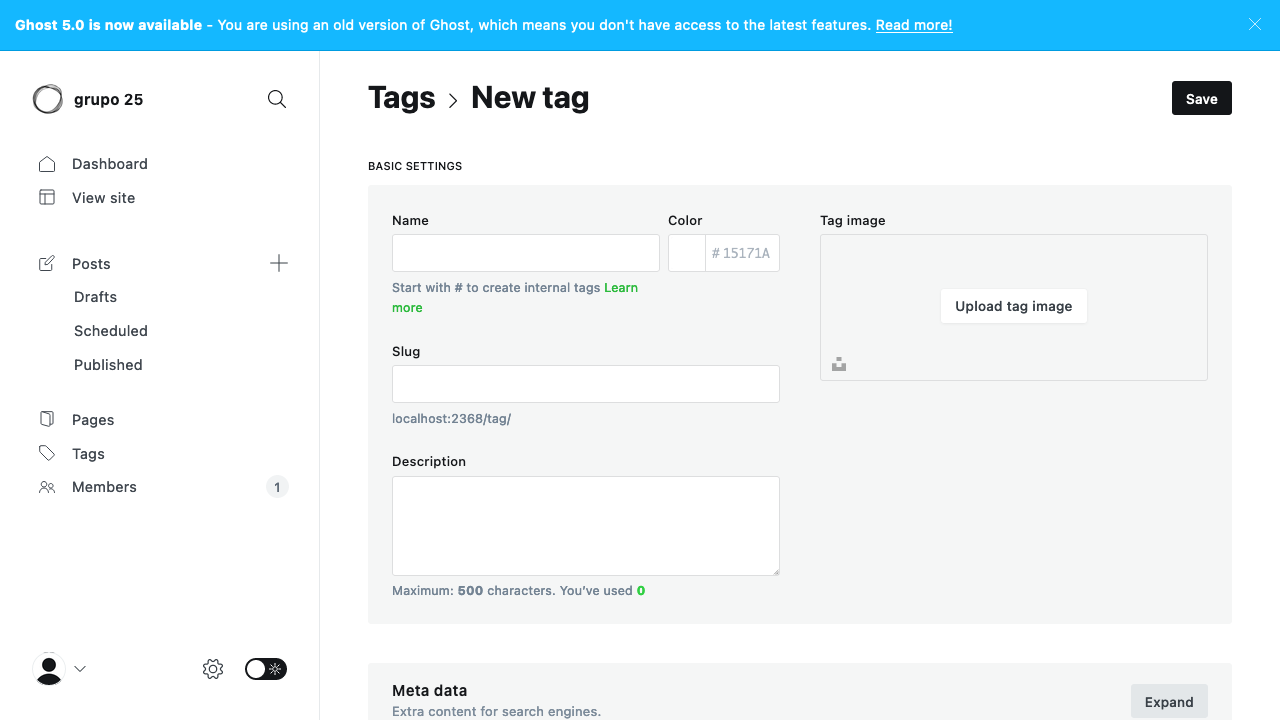 Ghost 5.0 is now available - You are using an old version of Ghost, which means you don't have access to the latest features. Read more!
grupo 25
Dashboard
View site
Posts
Drafts
Scheduled
Published
Pages
Tags
Members
1
Tags > New tag
Save
BASIC SETTINGS
Name
Color
# 15171A
Start with # to create internal tags Learn
more
Slug
localhost:2368/tag/
Description
Maximum: 500 characters. You’ve used 0
Tag image
Upload tag image
Meta data
Extra content for search engines.
Expand